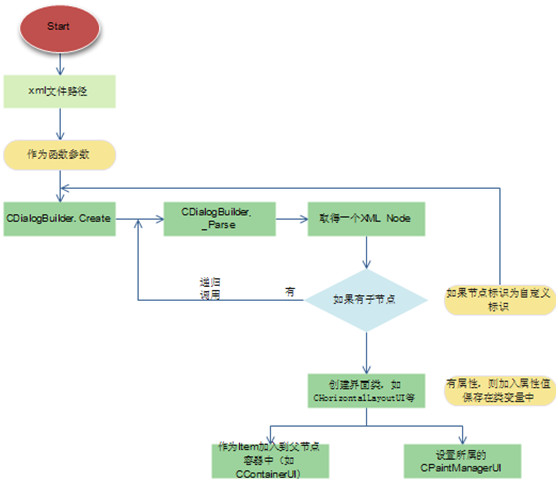 Start
xml文件路径
作为函数参数
CDialogBuilder. Create
CDialogBuilder,
_Parse
取得一个XML Node
递归
调用
有
如果有子节点
如果节点标识为自定义
标识
创建界面类, 如
CHorizontalLayoutUI等
有属性, 则加入属性值
保存在类变量中
作为Item加入到父节点
容器中（如
CContainerUI）
设置所属的
CPaintManagerUI